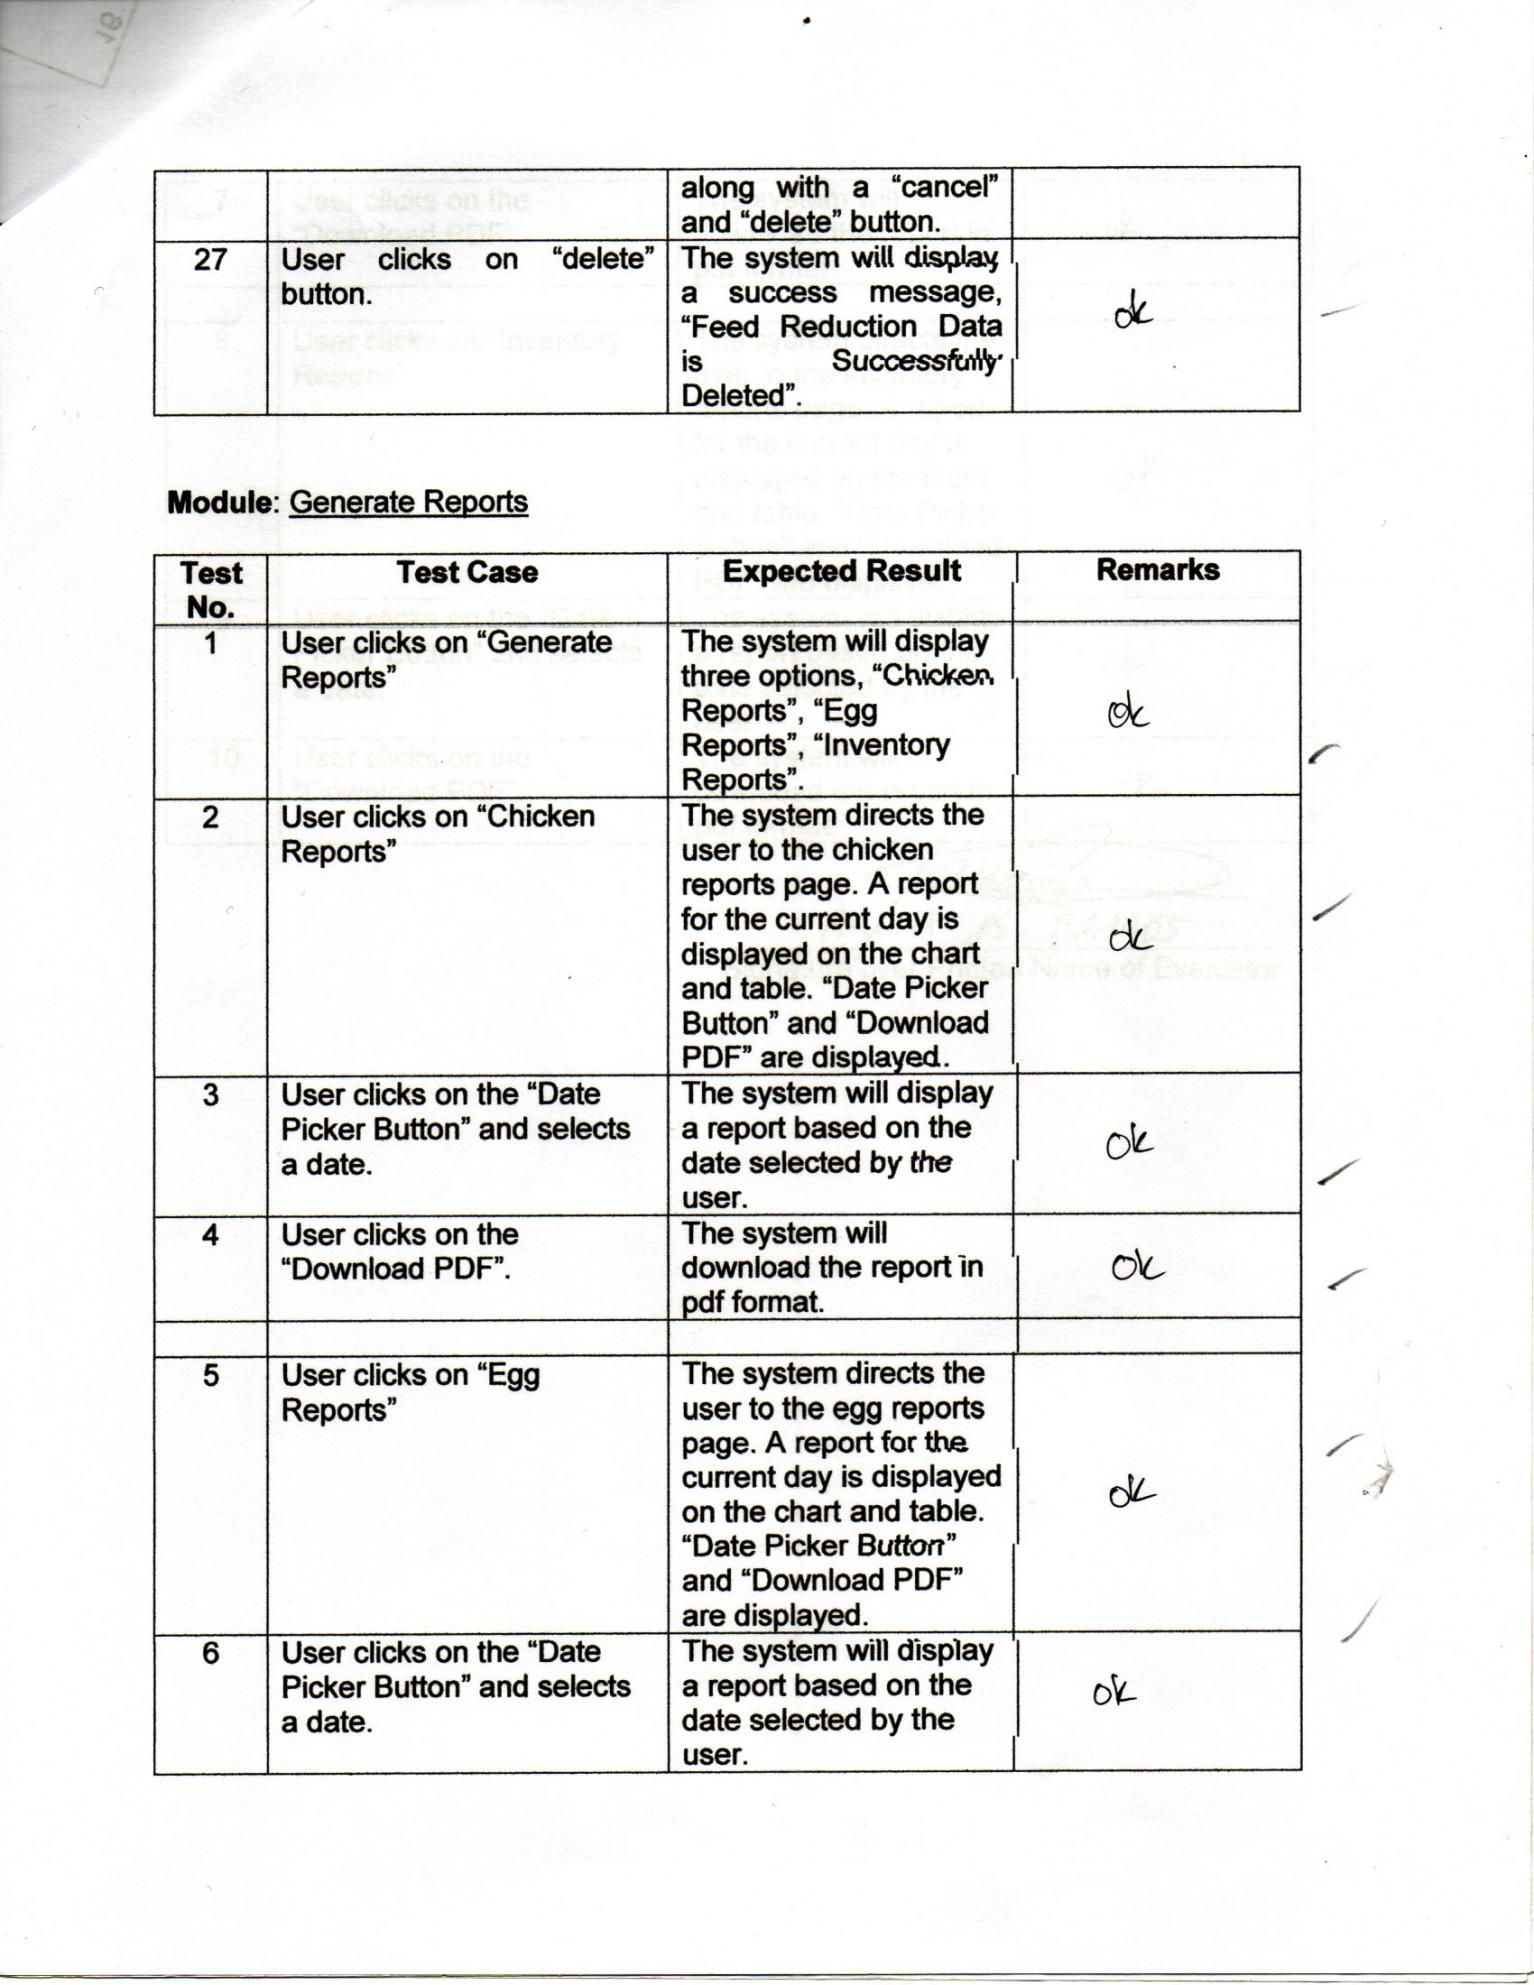 along with a “cancel”
and “delete” button.
27 User clicks on “delete” The system will display
button. a success message,
“Feed Reduction Data
is Successfully
Deleted”.
ok
Module: Generate Reports
Test Test Case Expected Result Remarks
No.
1 User clicks on “Generate The system will display
Reports” three options, “Chicken
Reports”, “Egg
Reports”, “Inventory
Reports”.
ok
2 User clicks on “Chicken The system directs the
Reports” user to the chicken
reports page. A report
for the current day is
displayed on the chart
and table. “Date Picker
Button” and “Download
PDF” are displayed.
ok
3 User clicks on the “Date The system will display
Picker Button” and selects a report based on the
a date. date selected by the
user.
ok
4 User clicks on the The system will
“Download PDF”. download the report in
pdf format.
ok
5 User clicks on “Egg The system directs the
Reports” user to the egg reports
page. A report for the
current day is displayed
on the chart and table.
“Date Picker Button”
and “Download PDF”
are displayed.
ok
6 User clicks on the “Date The system will display
Picker Button” and selects a report based on the
a date. date selected by the
user.
ok